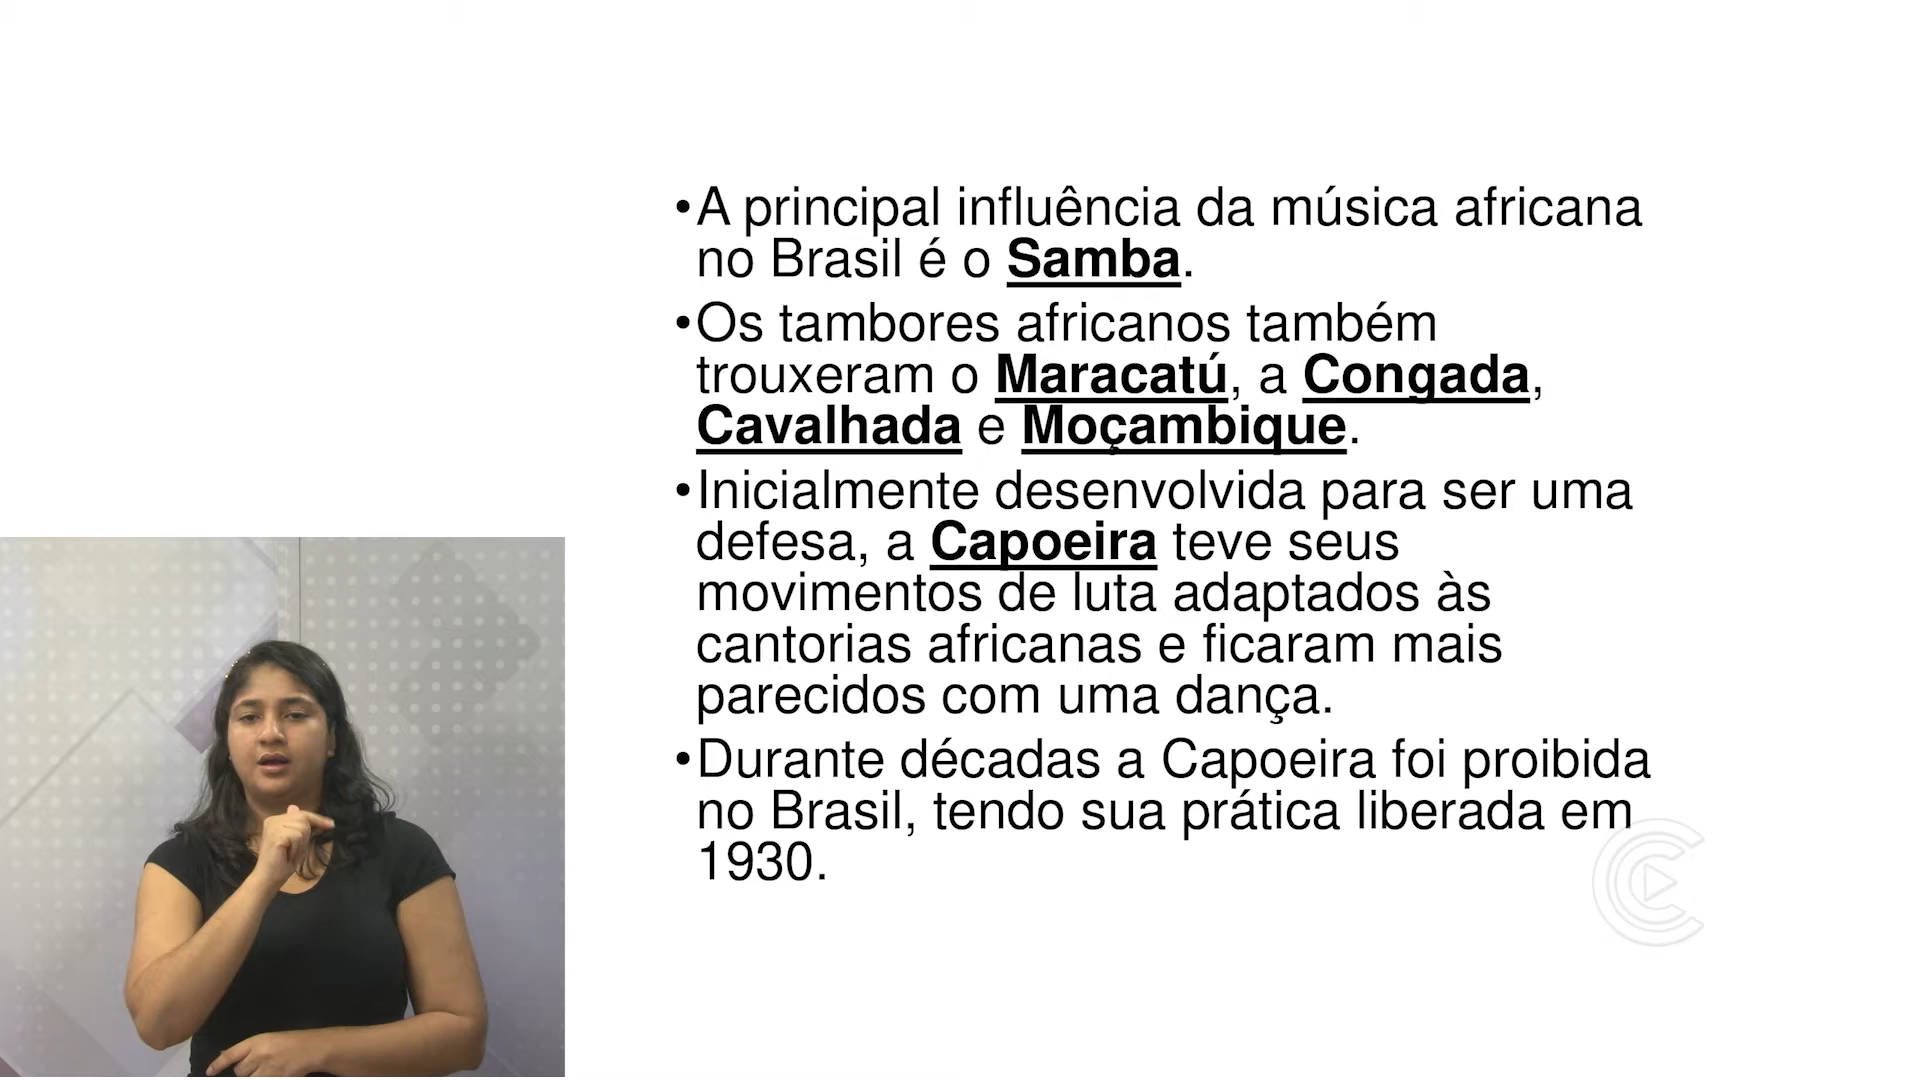 •A principal influência da música africana
no Brasil é o Samba.
•Os tambores africanos também
trouxeram o Maracatú, a Congada,
Cavalhada e Moçambique.
•Inicialmente desenvolvida para ser uma
defesa, a Capoeira teve seus
movimentos de luta adaptados às
cantorias africanas e ficaram mais
parecidos com uma dança.
•Durante décadas a Capoeira foi proibida
no Brasil, tendo sua prática liberada em
1930.